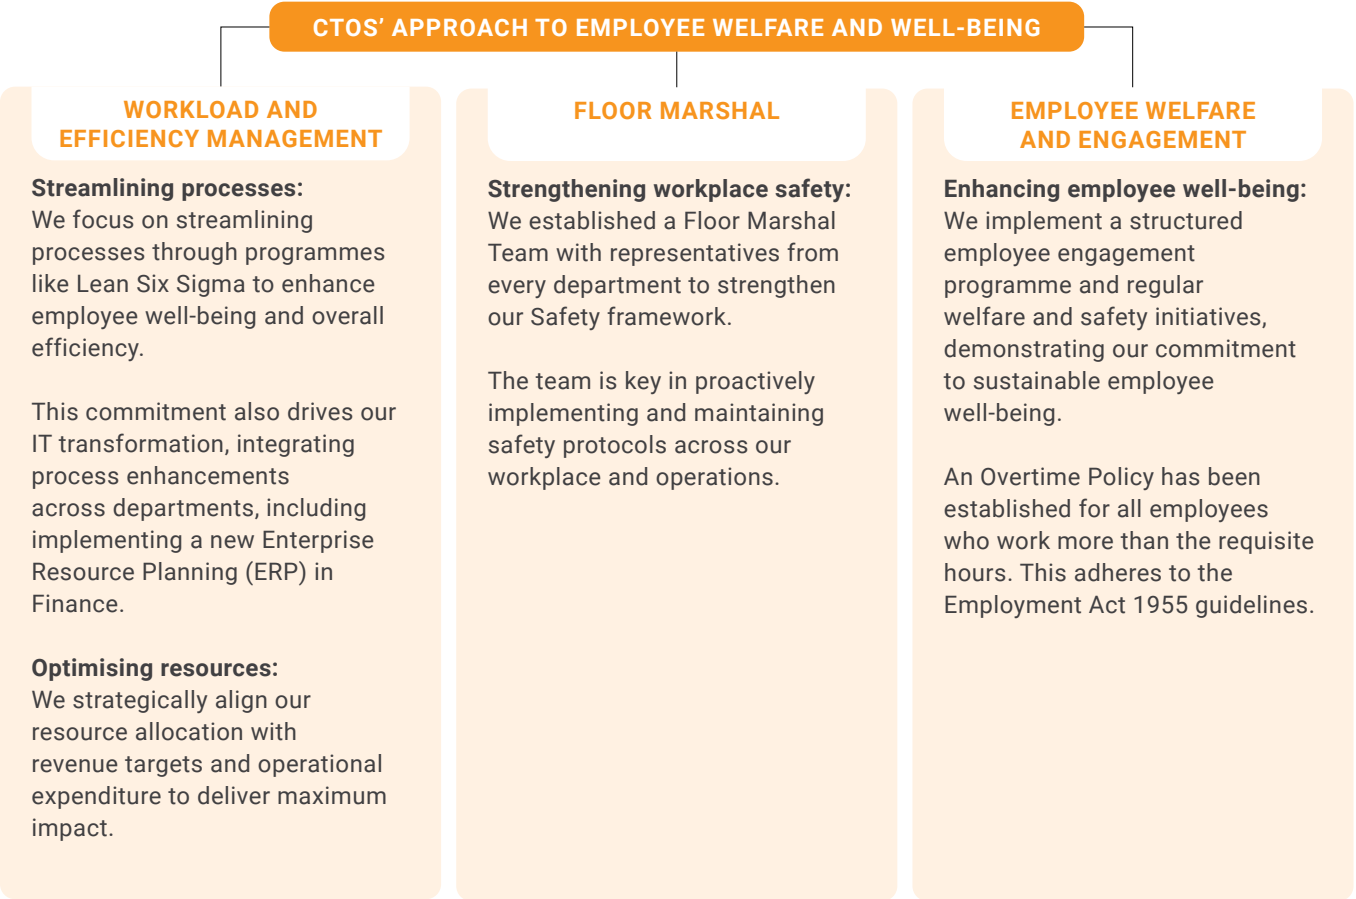 CTOS’ APPROACH TO EMPLOYEE WELFARE AND WELL-BEING
WORKLOAD AND
EFFICIENCY MANAGEMENT
Streamlining processes:
We focus on streamlining
processes through programmes
like Lean Six Sigma to enhance
employee well-being and overall
efficiency.
This commitment also drives our
IT transformation, integrating
process enhancements
across departments, including
implementing a new Enterprise
Resource Planning (ERP) in
Finance.
Optimising resources:
We strategically align our
resource allocation with
revenue targets and operational
expenditure to deliver maximum
impact.
FLOOR MARSHAL
Strengthening workplace safety:
We established a Floor Marshal
Team with representatives from
every department to strengthen
our Safety framework.
The team is key in proactively
implementing and maintaining
safety protocols across our
workplace and operations.
EMPLOYEE WELFARE
AND ENGAGEMENT
Enhancing employee well-being:
We implement a structured
employee engagement
programme and regular
welfare and safety initiatives,
demonstrating our commitment
to sustainable employee
well-being.
An Overtime Policy has been
established for all employees
who work more than the requisite
hours. This adheres to the
Employment Act 1955 guidelines.